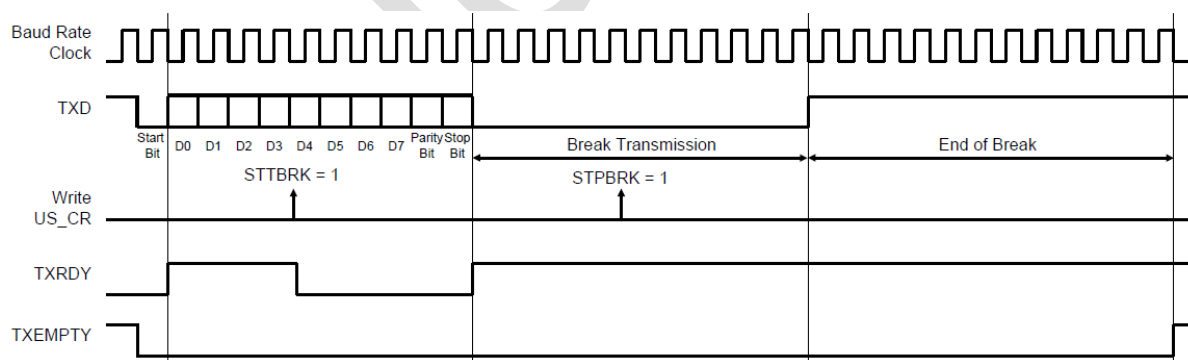 Baud Rate
Clock
TXD
Start
Bit
D0 D1 D2 D3 D4 D5 D6 D7
Parity
Bit
Stop
Bit
Break Transmission
End of Break
STTBRK = 1
STPBRK = 1
Write
US_CR
TXRDY
TXEMPTY